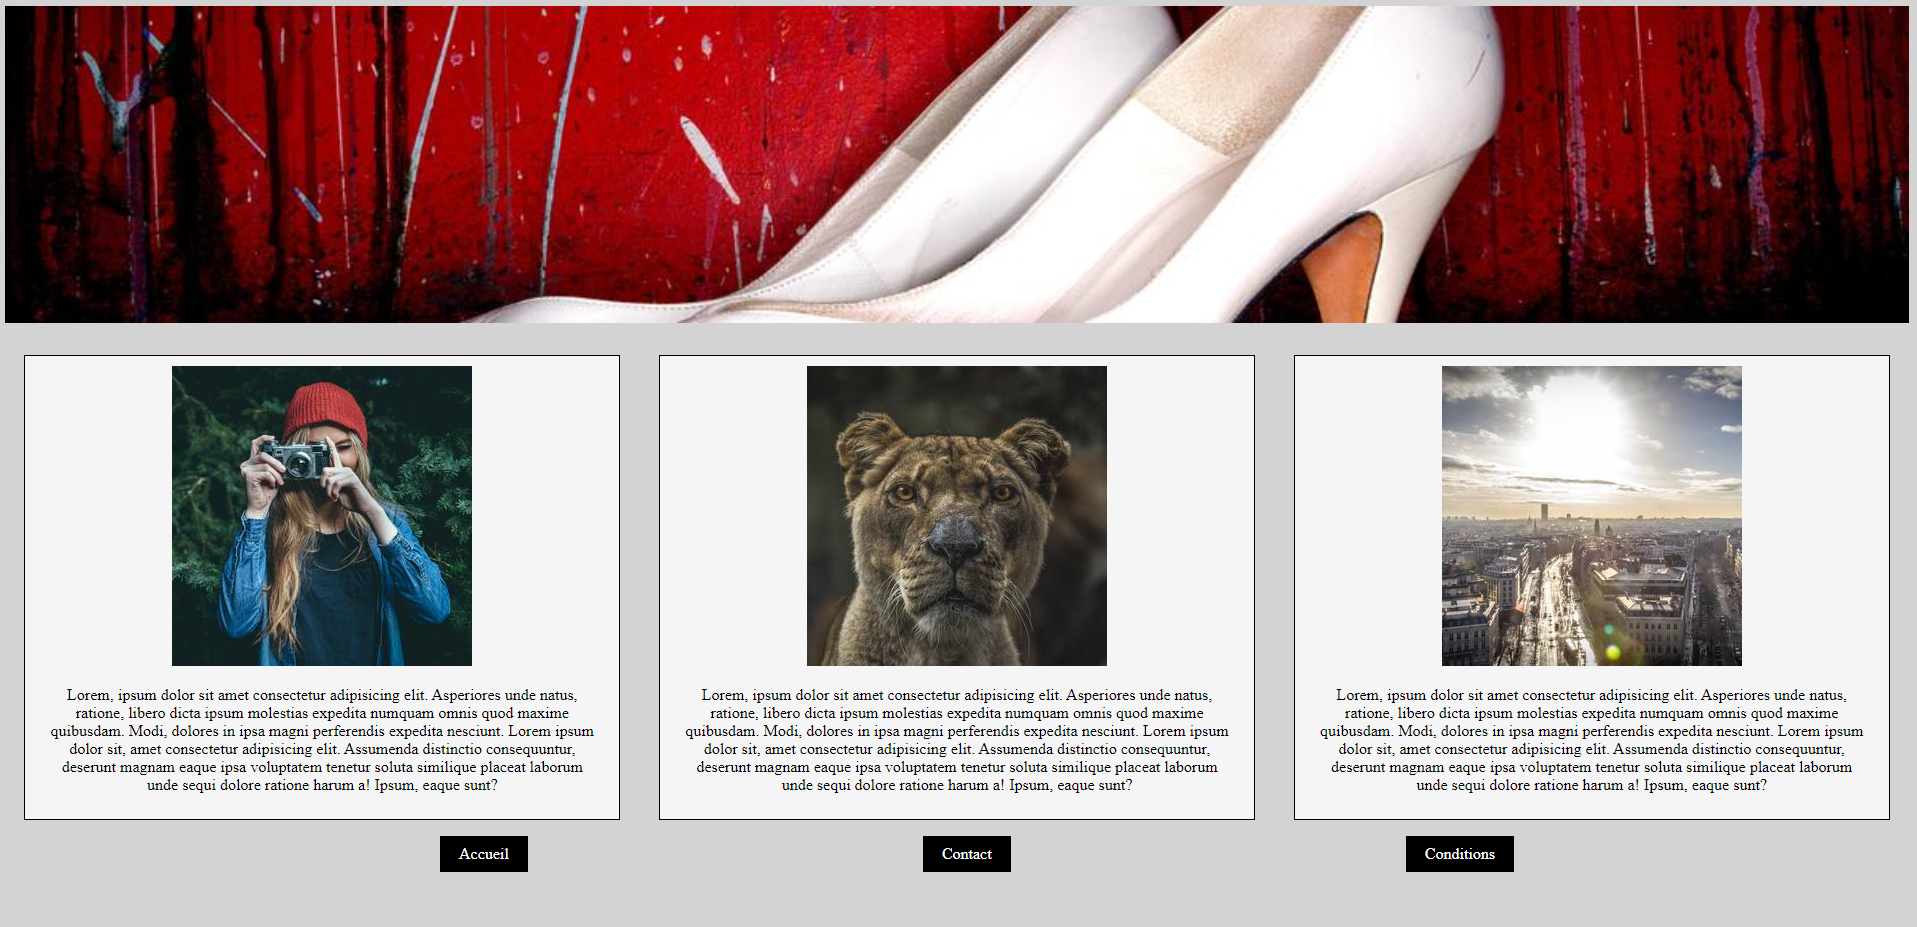 Lorem, ipsum dolor sit amet consectetur adipisicing elit. Asperiores unde natus,
ratione, libero dicta ipsum molestias expedita numquam omnis quod maxime
quibusdam. Modi, dolores in ipsa magni perferendis expedita nesciunt. Lorem ipsum
dolor sit, amet consectetur adipisicing elit. Assumenda distinctio consequuntur,
deserunt magnam eaque ipsa voluptatem tenetur soluta similique placeat laborum
unde sequi dolore ratione harum a! Ipsum, eaque sunt?
Lorem, ipsum dolor sit amet consectetur adipisicing elit. Asperiores unde natus,
ratione, libero dicta ipsum molestias expedita numquam omnis quod maxime
quibusdam. Modi, dolores in ipsa magni perferendis expedita nesciunt. Lorem ipsum
dolor sit, amet consectetur adipisicing elit. Assumenda distinctio consequuntur,
deserunt magnam eaque ipsa voluptatem tenetur soluta similique placeat laborum
unde sequi dolore ratione harum a! Ipsum, eaque sunt?
Lorem, ipsum dolor sit amet consectetur adipisicing elit. Asperiores unde natus,
ratione, libero dicta ipsum molestias expedita numquam omnis quod maxime
quibusdam. Modi, dolores in ipsa magni perferendis expedita nesciunt. Lorem ipsum
dolor sit, amet consectetur adipisicing elit. Assumenda distinctio consequuntur,
deserunt magnam eaque ipsa voluptatem tenetur soluta similique placeat laborum
unde sequi dolore ratione harum a! Ipsum, eaque sunt?
Accueil
Contact
Conditions